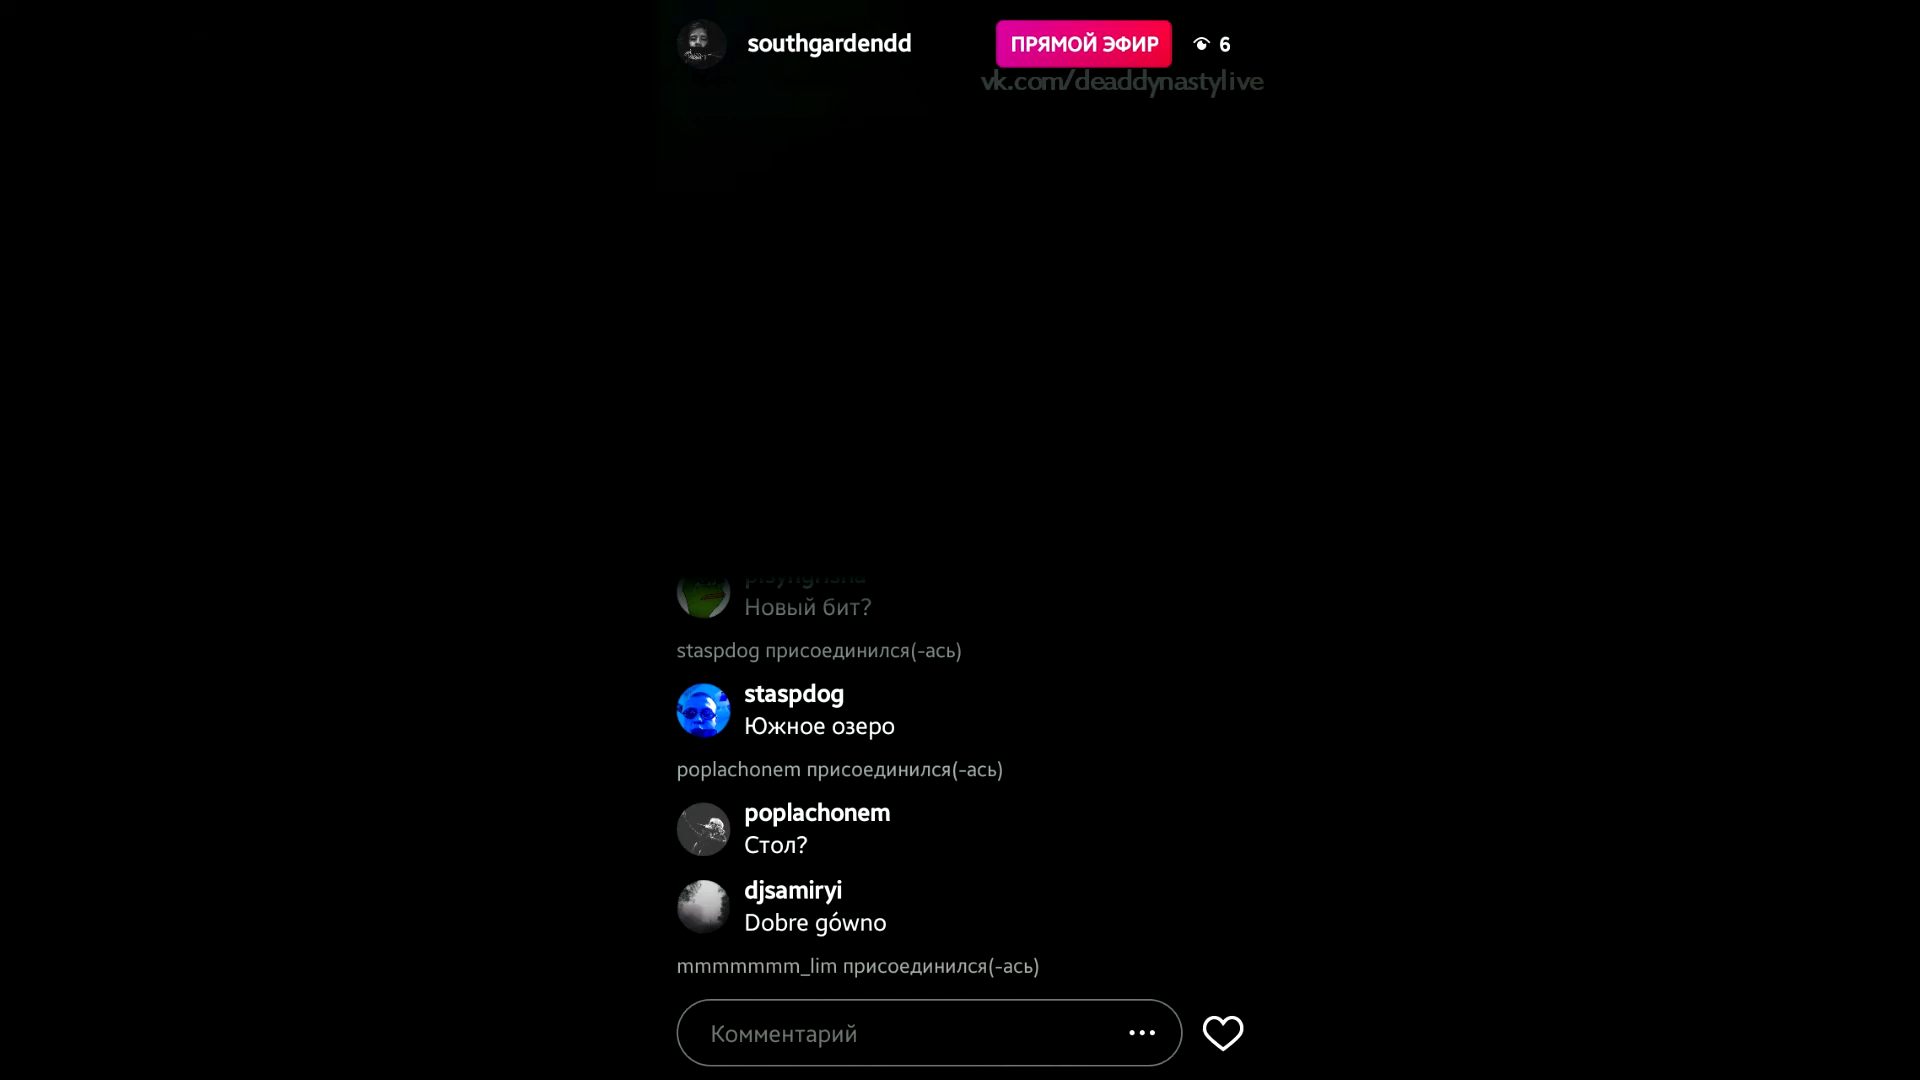 southgardendd
ПРЯМОЙ ЭФИР
6
vk.com/deaddynastylive
Новый бит?
staspdog присоединился(-ась)
staspdog
Южное озеро
poplachonem присоединился(-ась)
poplachonem
Стол?
djsamiryi
Dobre gówno
mmmmmmm_lim присоединился(-ась)
Комментарий